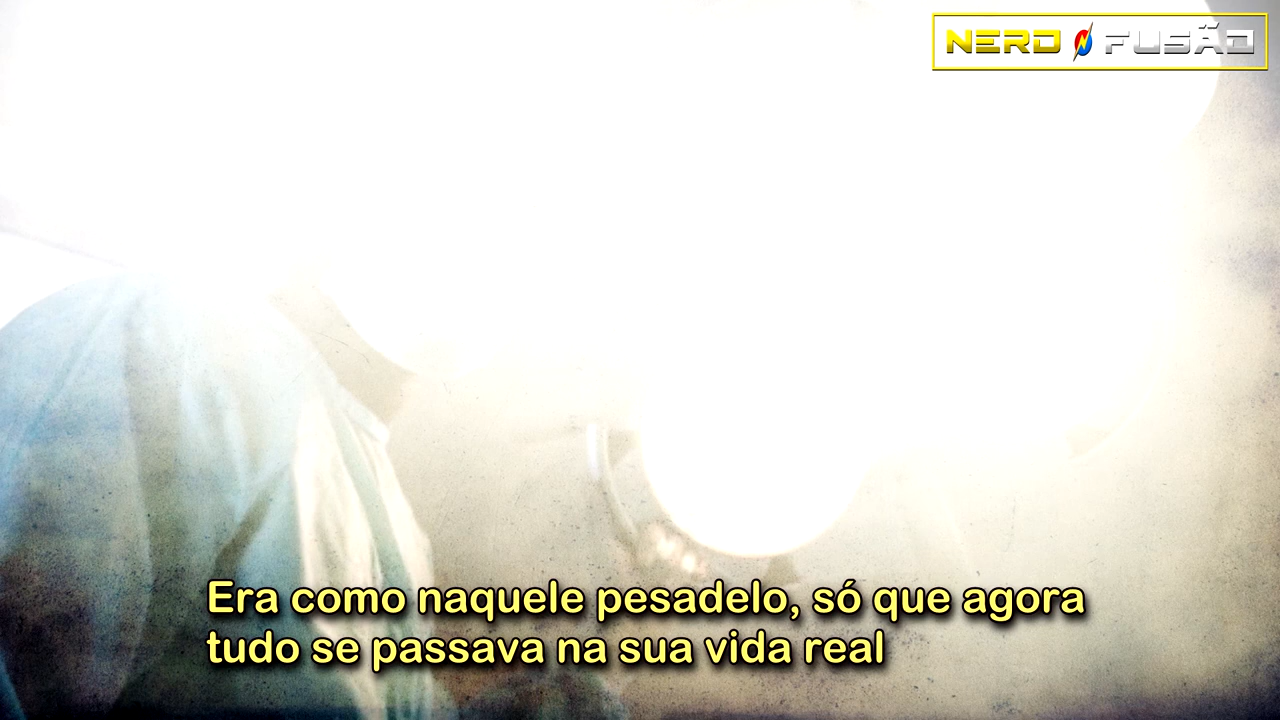 NERD FUSÃO
Era como naquele pesadelo, só que agora
tudo se passava na sua vida real